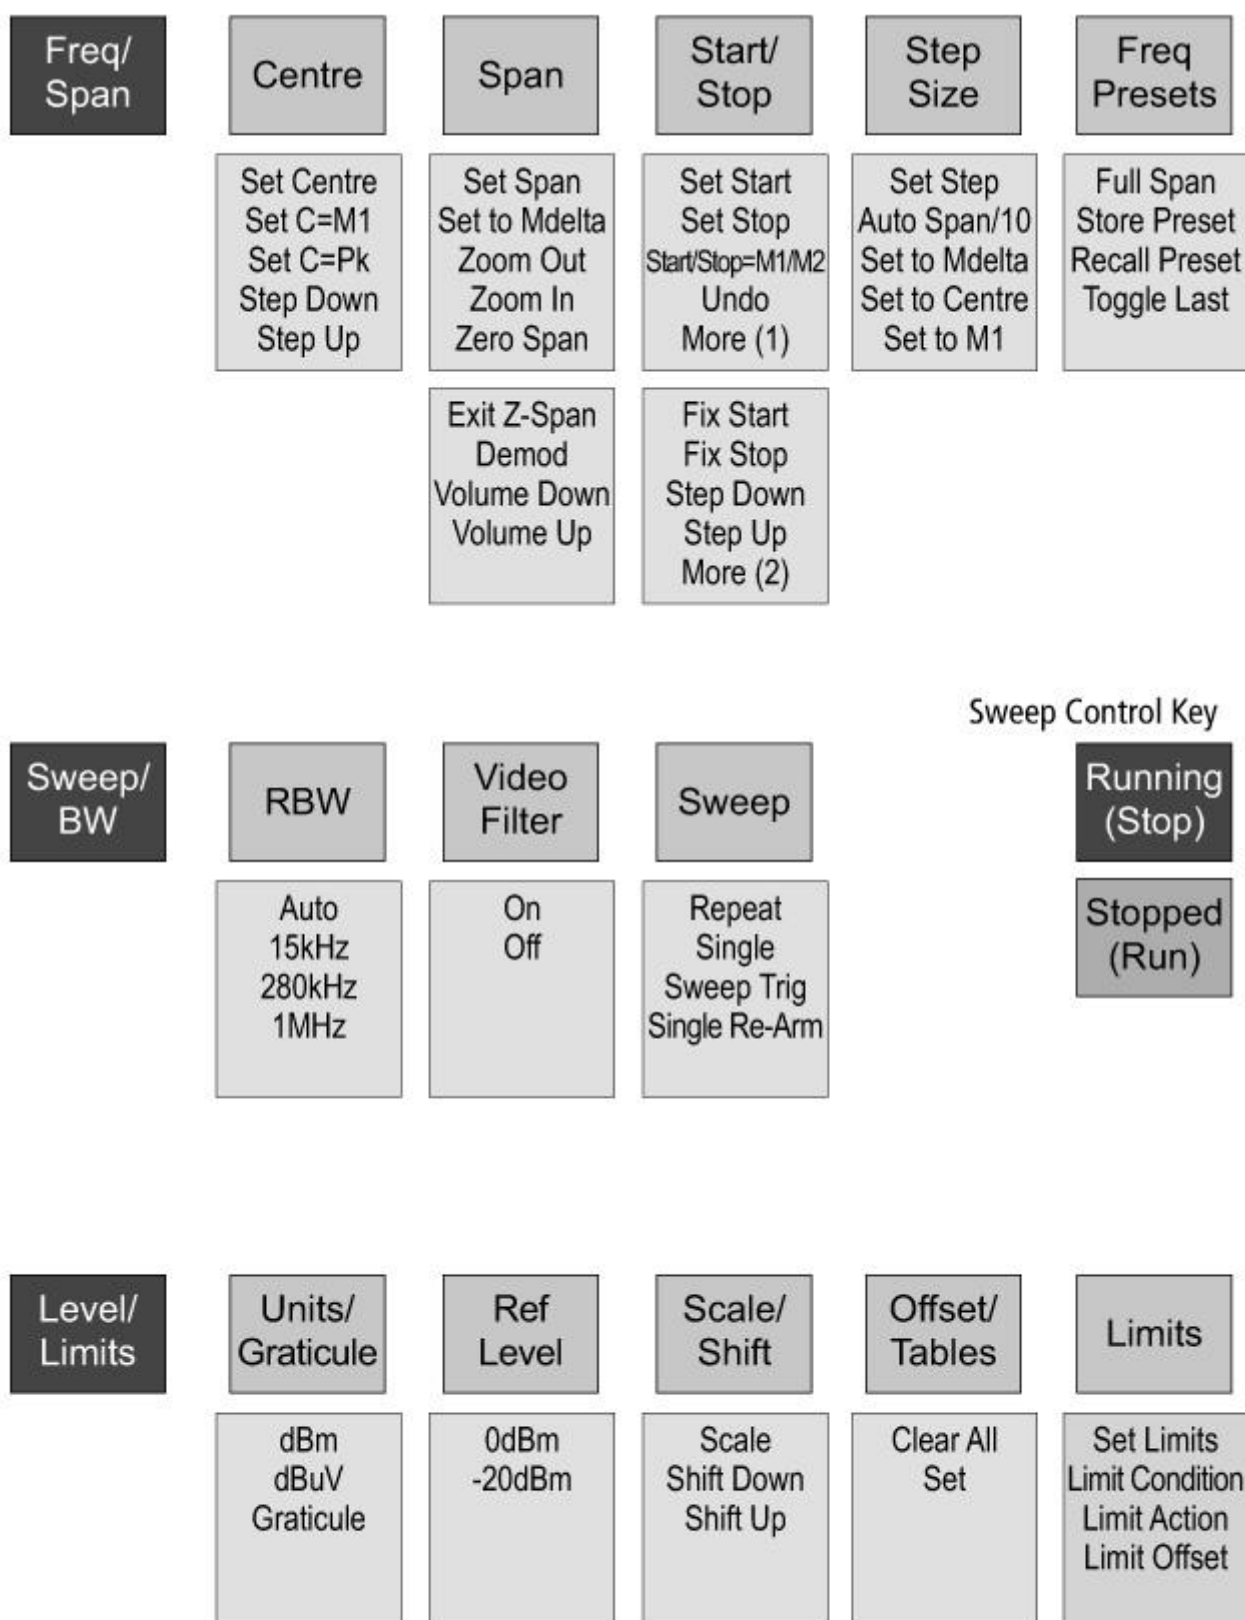 Freq/
Span
Centre
Span
Start/
Stop
Step
Size
Freq
Presets
Set Centre
Set C=M1
Set C=Pk
Step Down
Step Up
Set Span
Set to Mdelta
Zoom Out
Zoom In
Zero Span
Set Start
Set Stop
Start/Stop=M1/M2
Undo
More (1)
Set Step
Auto Span/10
Set to Mdelta
Set to Centre
Set to M1
Full Span
Store Preset
Recall Preset
Toggle Last
Exit Z-Span
Demod
Volume Down
Volume Up
Fix Start
Fix Stop
Step Down
Step Up
More (2)
Sweep Control Key
Sweep/
BW
RBW
Video
Filter
Sweep
Running
(Stop)
Auto
15kHz
280kHz
1MHz
On
Off
Repeat
Single
Sweep Trig
Single Re-Arm
Stopped
(Run)
Level/
Limits
Units/
Graticule
Ref
Level
Scale/
Shift
Offset/
Tables
Limits
dBm
dBuV
Graticule
0dBm
-20dBm
Scale
Shift Down
Shift Up
Clear All
Set
Set Limits
Limit Condition
Limit Action
Limit Offset